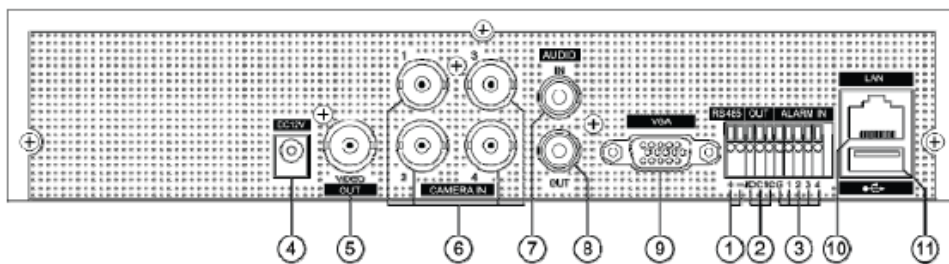 1 3
AUDIO
IN
LAN
DC12V
VGA
RS485 OUT ALARM IN
VIDEO
OUT
3 CAMERA IN 4
OUT
1 2 3 4
4 5 6 7 8 9 1 2 3 10 11